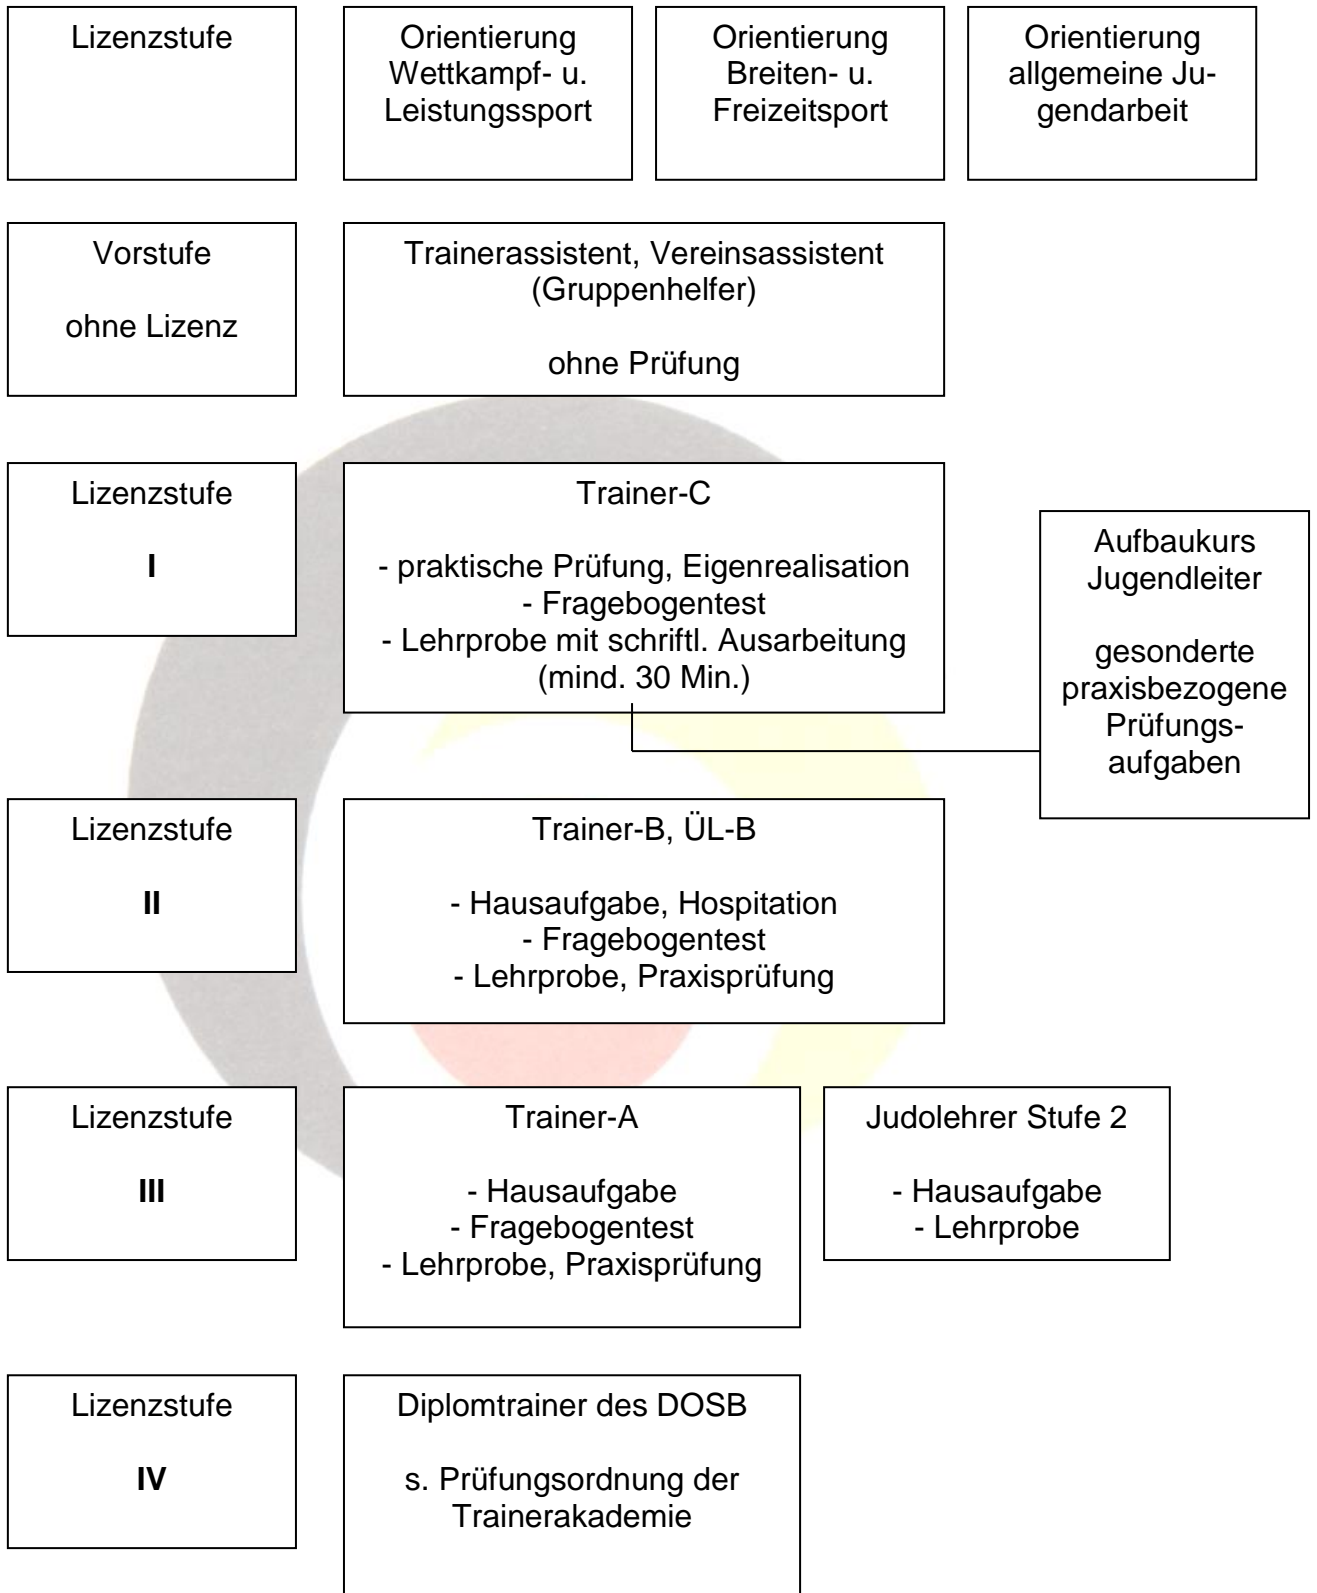 Lizenzstufe
Orientierung
Wettkampf- u.
Leistungssport
Orientierung
Breiten- u.
Freizeitsport
Orientierung
allgemeine Ju-
gendarbeit
Vorstufe
ohne Lizenz
Trainerassistent, Vereinsassistent
(Gruppenhelfer)
ohne Prüfung
Lizenzstufe
I
Trainer-C
- praktische Prüfung, Eigenrealisation
- Fragebogentest
- Lehrprobe mit schriftl. Ausarbeitung
(mind. 30 Min.)
Aufbaukurs
Jugendleiter
gesonderte
praxisbezogene
Prüfungs-
aufgaben
Lizenzstufe
II
Trainer-B, ÜL-B
- Hausaufgabe, Hospitation
- Fragebogentest
- Lehrprobe, Praxisprüfung
Lizenzstufe
III
Trainer-A
- Hausaufgabe
- Fragebogentest
- Lehrprobe, Praxisprüfung
Judolehrer Stufe 2
- Hausaufgabe
- Lehrprobe
Lizenzstufe
IV
Diplomtrainer des DOSB
s. Prüfungsordnung der
Trainerakademie